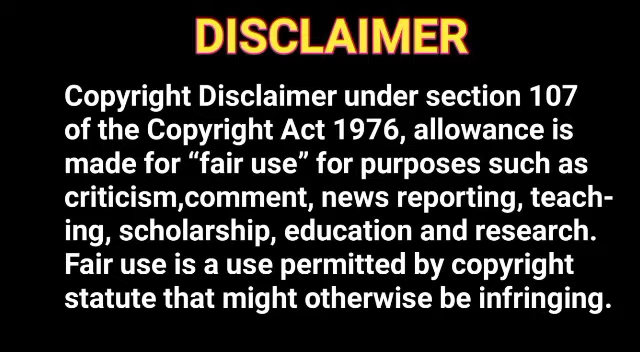 DISCLAIMER
Copyright Disclaimer under section 107
of the Copyright Act 1976, allowance is
made for “fair use” for purposes such as
criticism,comment, news reporting, teach-
ing, scholarship, education and research.
Fair use is a use permitted by copyright
statute that might otherwise be infringing.